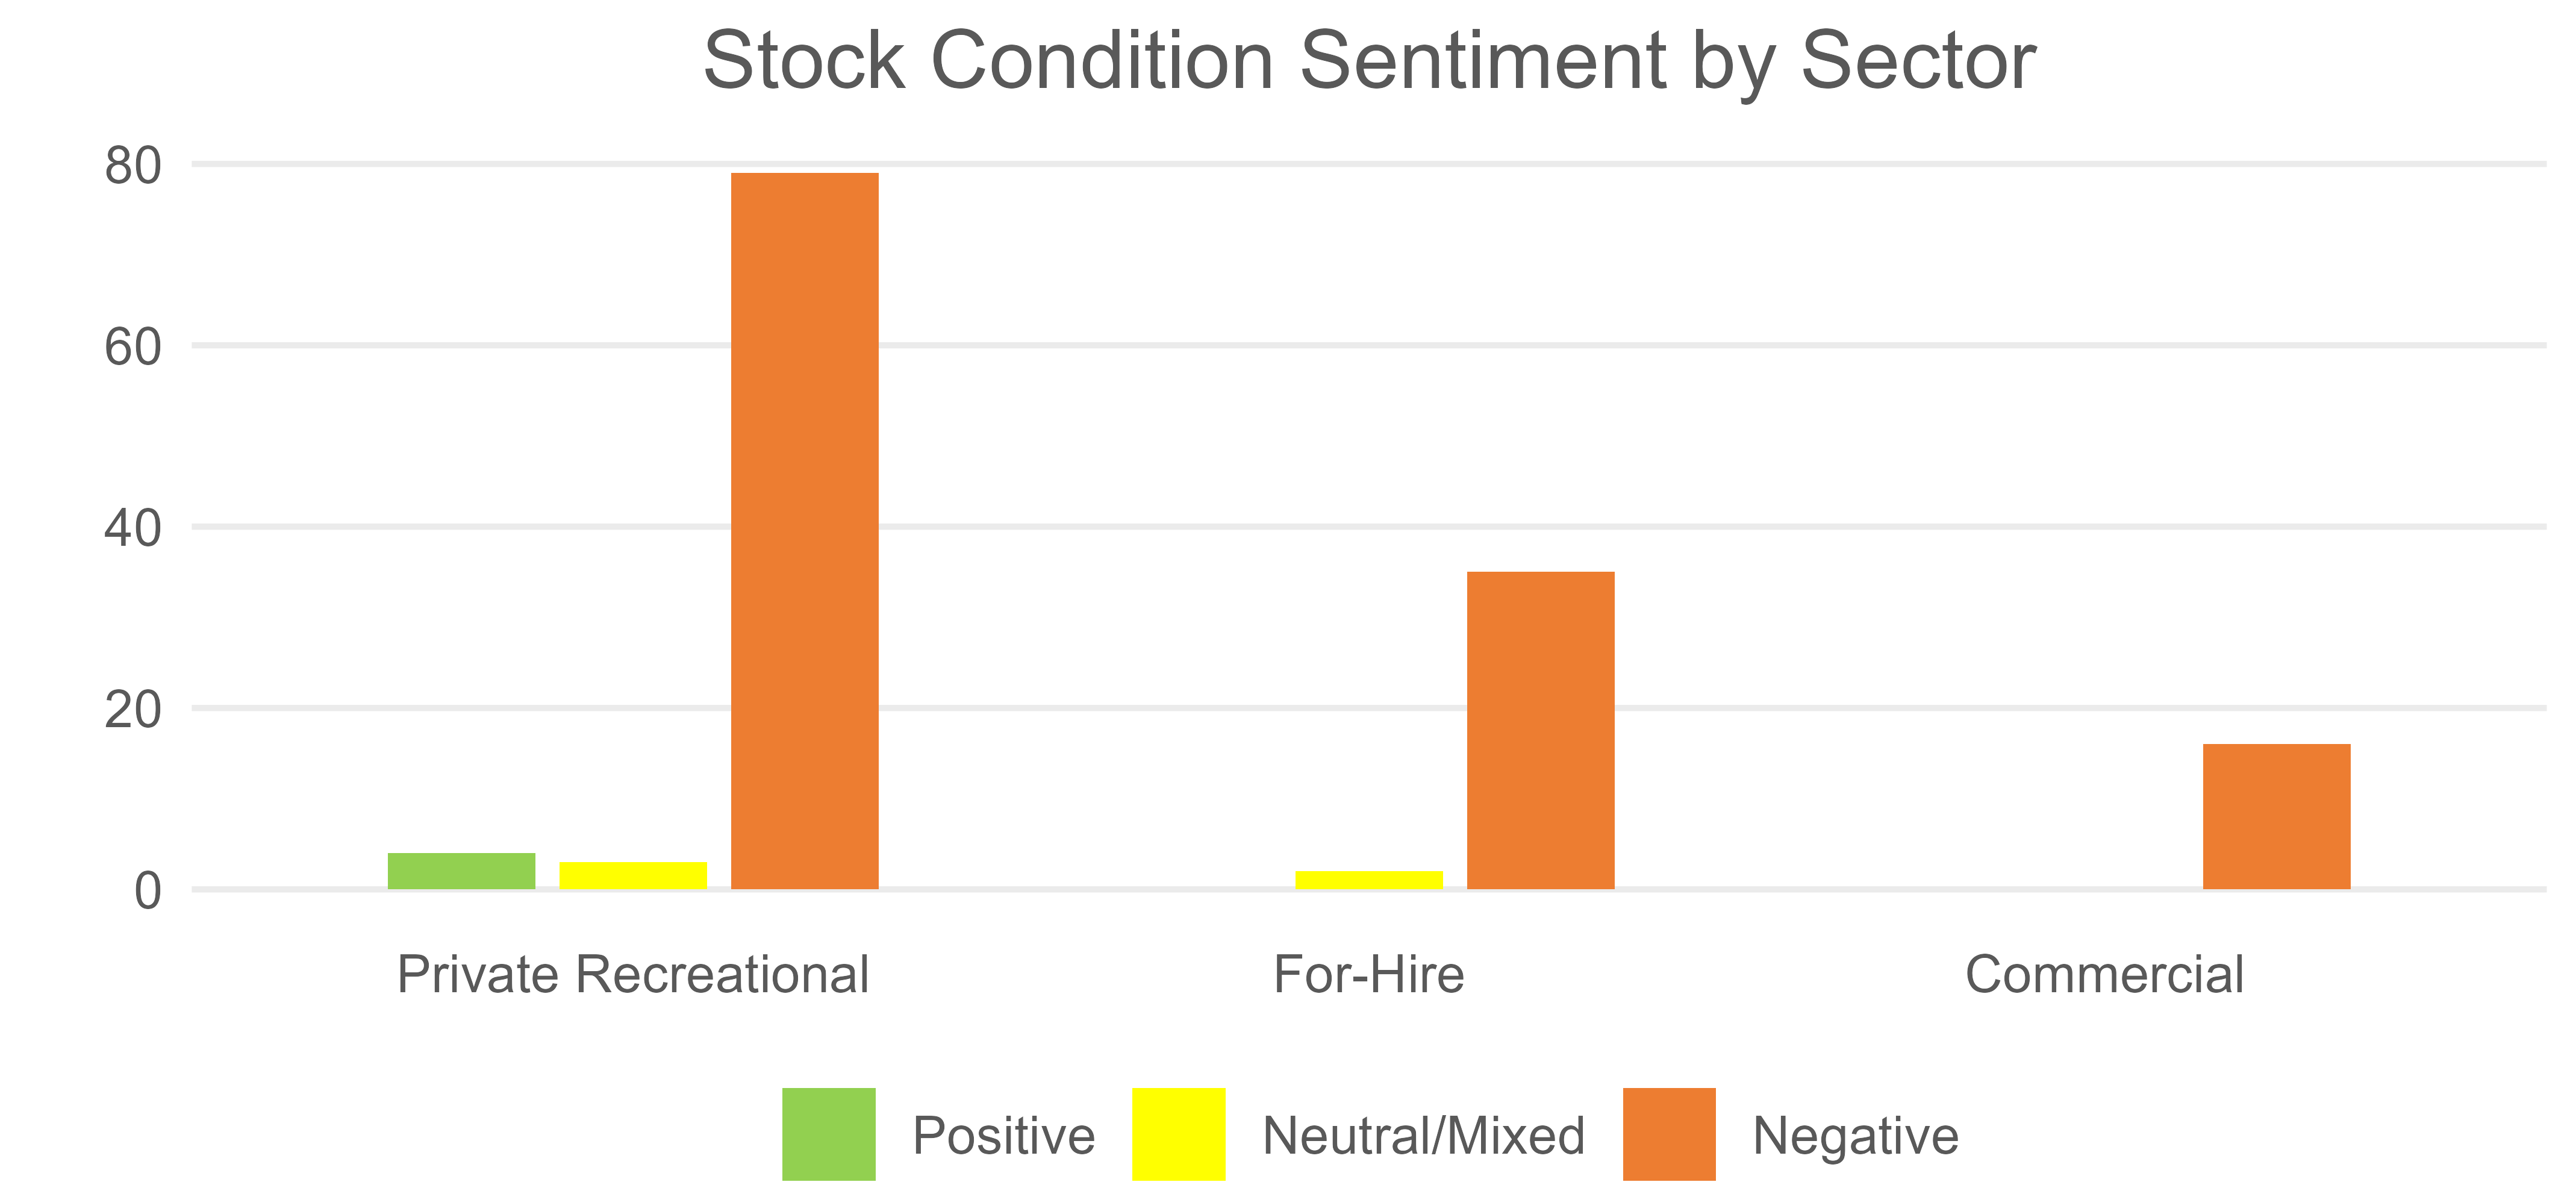 Stock Condition Sentiment by Sector
80
60
40
20
0
Private Recreational For-Hire Commercial
Positive Neutral/Mixed Negative